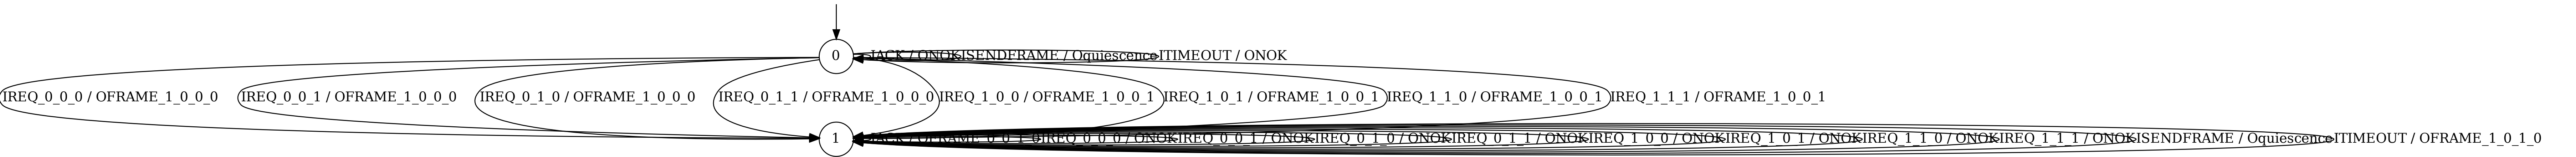 0
IACK / ONOK
ISENDFRAME / Oquiescence
ITIMEOUT / ONOK
IREQ_0_0_0 / OFRAME_1_0_0_0
IREQ_0_0_1 / OFRAME_1_0_0_0
IREQ_0_1_0 / OFRAME_1_0_0_0
IREQ_0_1_1 / OFRAME_1_0_0_0
IREQ_1_0_0 / OFRAME_1_0_0_1
IREQ_1_0_1 / OFRAME_1_0_0_1
IREQ_1_1_0 / OFRAME_1_0_0_1
IREQ_1_1_1 / OFRAME_1_0_0_1
1
IACK / OFRAME_0_0_1_0
IREQ_0_0_0 / ONOK
IREQ_0_0_1 / ONOK
IREQ_0_1_0 / ONOK
IREQ_0_1_1 / ONOK
IREQ_1_0_0 / ONOK
IREQ_1_0_1 / ONOK
IREQ_1_1_0 / ONOK
IREQ_1_1_1 / ONOK
ISENDFRAME / Oquiescence
ITIMEOUT / OFRAME_1_0_1_0